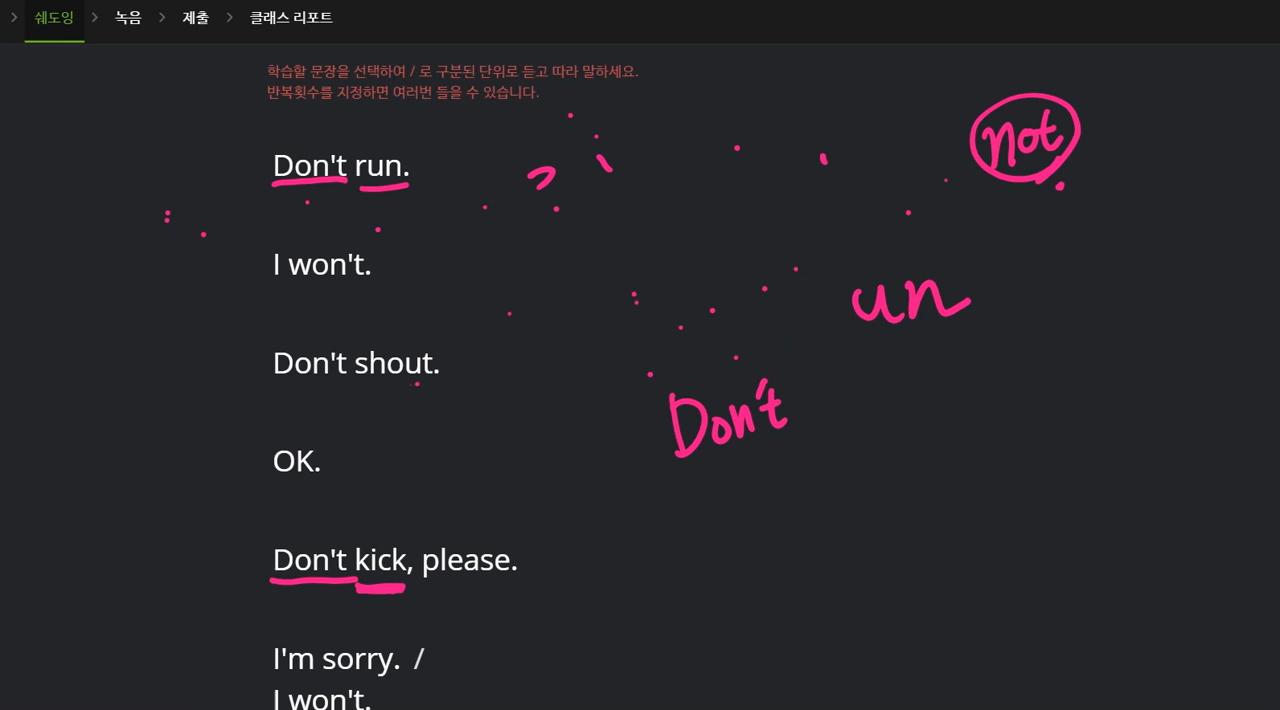 쉐도잉 녹음 제출 클래스 리포트
학습할 문장을 선택하여 / 로 구분된 단위로 듣고 따라 말하세요.
반복횟수를 지정하면 여러번 들을 수 있습니다.
not
Don't run.
I won't.
un
Don't shout.
Don't
OK.
Don't kick, please.
I'm sorry. /
I won't.